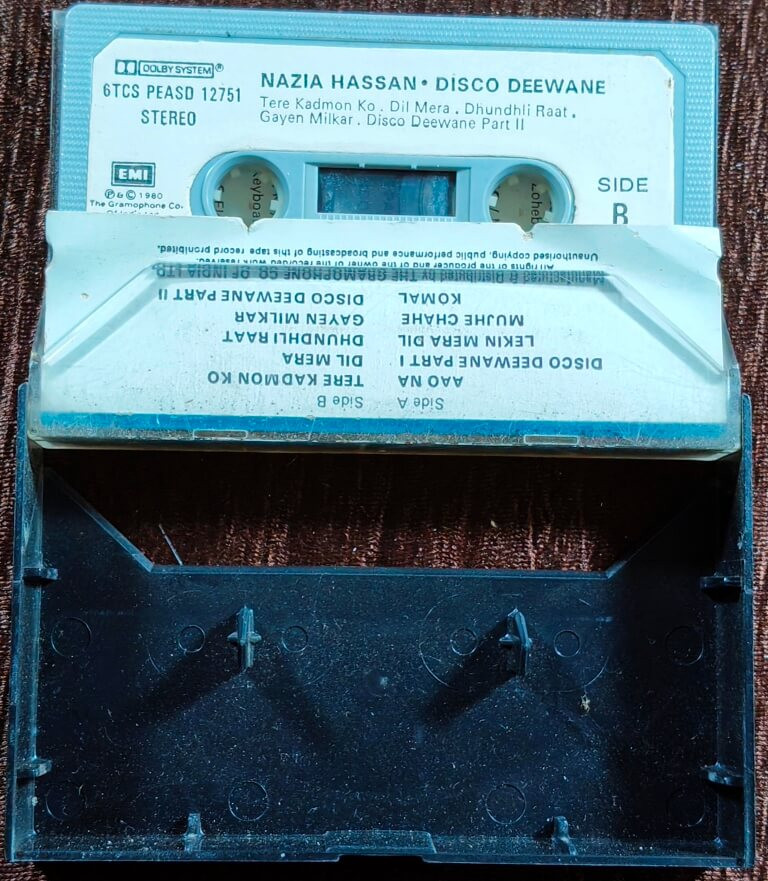 DOLBY SYSTEM®
6TCS PEASD 12751
STEREO
NAZIA HASSAN • DISCO DEEWANE
Tere Kadmon Ko . Dil Mera . Dhundhli Raat .
Gayen Milkar . Disco Deewane Part II
EMI
℗ & © 1980
The Gramophone Co.
SIDE
B
Side A
AAO NA
DISCO DEEWANE PART I
LEKIN MERA DIL
MUJHE CHAHE
KOMAL
Side B
TERE KADMON KO
DIL MERA
DHUNDHLI RAAT
GAYEN MILKAR
DISCO DEEWANE PART II
Manufactured & Distributed by THE GRAMOPHONE CO OF INDIA LTD.
All rights of the producer and of the owner of the recorded work reserved.
Unauthorised copying, public performance and broadcasting of this tape prohibited.